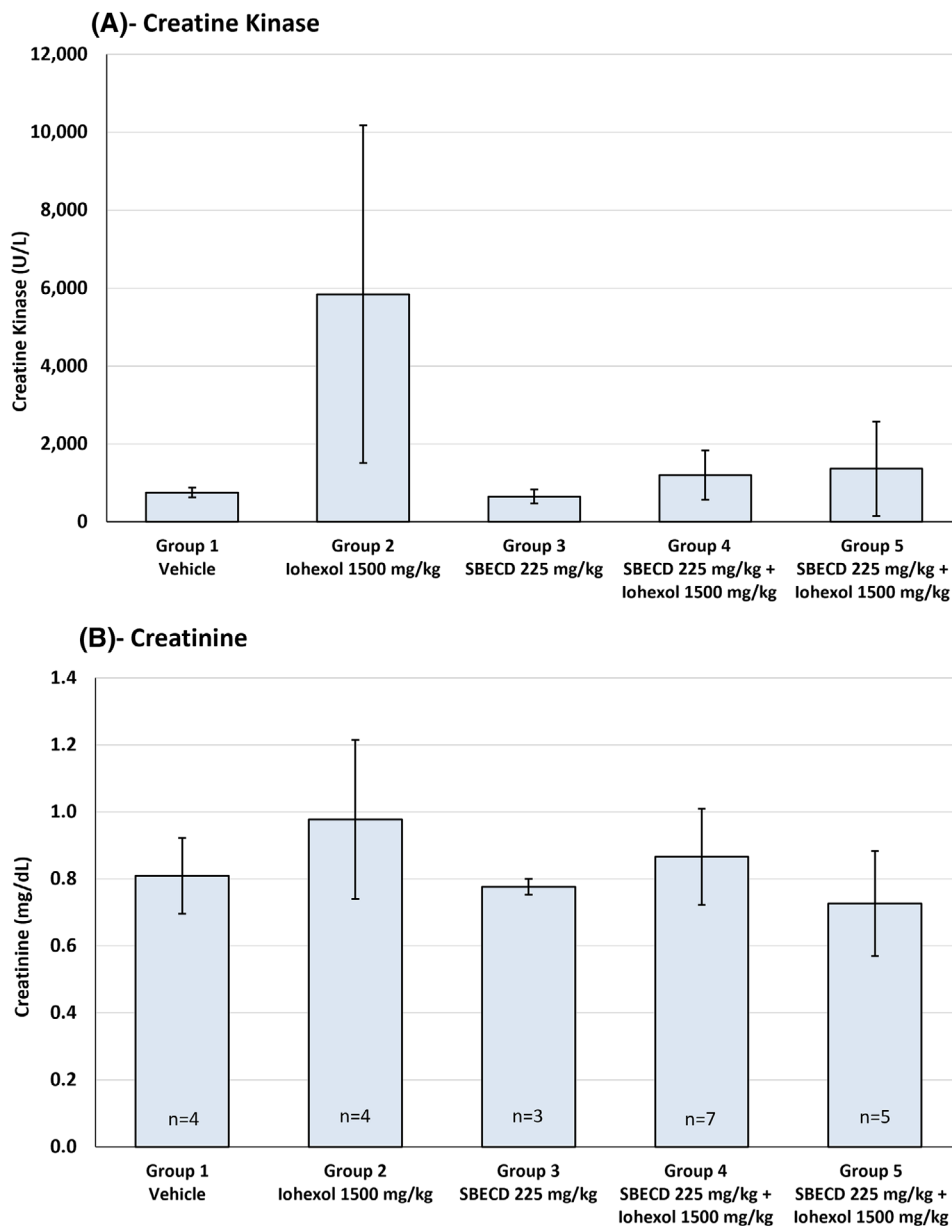 (A)- Creatine Kinase
12,000
10,000
8,000
6,000
4,000
2,000
0
Creatine Kinase (U/L)
Group 1
Vehicle
Group 2
Iohexol 1500 mg/kg
Group 3
SBECD 225 mg/kg
Group 4
SBECD 225 mg/kg +
Iohexol 1500 mg/kg
Group 5
SBECD 225 mg/kg +
Iohexol 1500 mg/kg
(B)- Creatinine
1.4
1.2
1.0
0.8
0.6
0.4
0.2
0.0
Creatinine (mg/dL)
n=4
n=4
n=3
n=7
n=5
Group 1
Vehicle
Group 2
Iohexol 1500 mg/kg
Group 3
SBECD 225 mg/kg
Group 4
SBECD 225 mg/kg +
Iohexol 1500 mg/kg
Group 5
SBECD 225 mg/kg +
Iohexol 1500 mg/kg